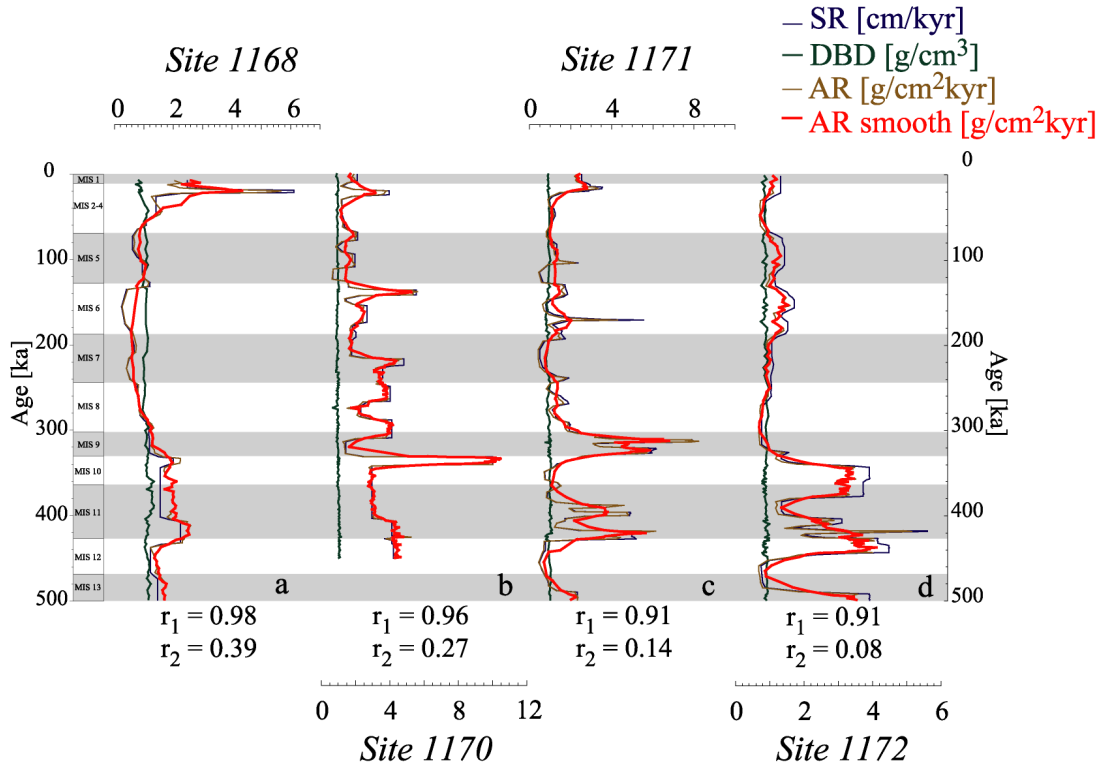 SR [cm/kyr]
DBD [g/cm³]
AR [g/cm²kyr]
AR smooth [g/cm²kyr]
Site 1168
Site 1171
0 2 4 6
0 4 8
0
100
200
300
400
500
Age [ka]
MIS 1
MIS 2-4
MIS 5
MIS 6
MIS 7
MIS 8
MIS 9
MIS 10
MIS 11
MIS 12
MIS 13
a
b
c
d
0
100
200
300
400
500
Age [ka]
r₁ = 0.98
r₂ = 0.39
r₁ = 0.96
r₂ = 0.27
r₁ = 0.91
r₂ = 0.14
r₁ = 0.91
r₂ = 0.08
0 4 8 12
0 2 4 6
Site 1170
Site 1172